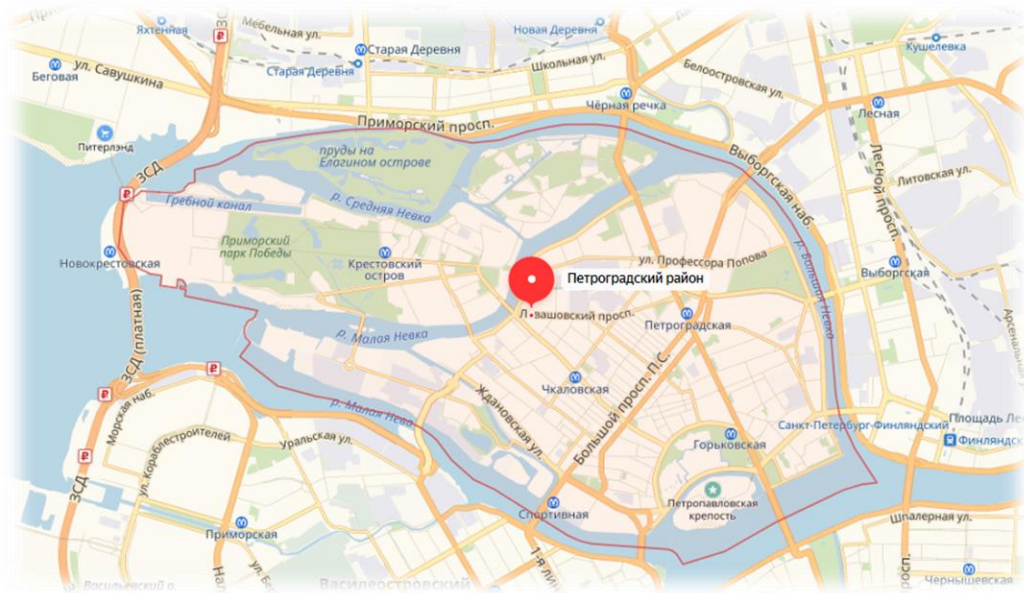 Яхтенная
Мебельная ул.
Новая Деревня
Старая Деревня
Кушелевка
Беговая
ул. Савушкина
Старая Деревня
Школьная ул.
Белоостровская ул.
Чёрная речка
Лесная
Питерлэнд
Приморский просп.
пруды на
Елагином острове
Выборгская наб.
Лесной просп.
ЗСД
Литовская ул.
Гребной канал
р. Средняя Невка
Приморский
парк Победы
Новокрестовская
Крестовский
остров
ул. Профессора Попова
Выборгская
р. Большая Невка
Петроградский район
Л вашовский просп.
Петроградская
ЗСД (платная)
р. Малая Невка
Чкаловская
Большой просп. П.С.
Ждановская ул.
Морская наб.
р. Малая Нева
Санкт-Петербург-Финляндский
Площадь Ле
Финляндск
ул. Кораблестроителей
Уральская ул.
Горьковская
ЗСД
Петропавловская
крепость
Спортивная
Шпалерная ул.
Приморская
1-я лин
Чернышевская
Василеостровский